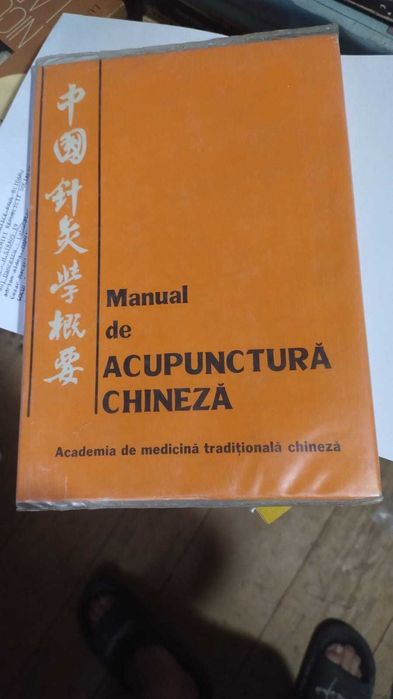 中國針灸學概要
Manual
de
ACUPUNCTURĂ
CHINEZĂ
Academia de medicină tradițională chineză